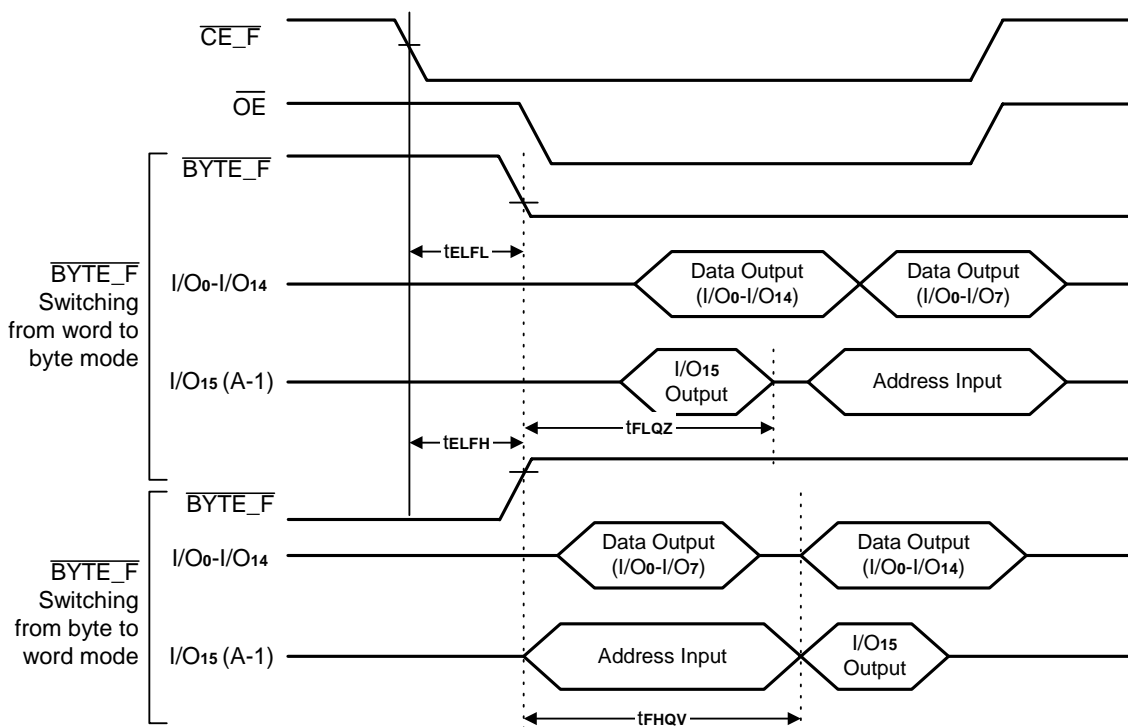 CE_F
OE
BYTE_F
tELFL
BYTE_F
Switching
from word to
byte mode
I/O0-I/O14
Data Output
(I/O0-I/O14)
Data Output
(I/O0-I/O7)
I/O15 (A-1)
I/O15
Output
Address Input
tELFH
tFLQZ
BYTE_F
BYTE_F
Switching
from byte to
word mode
I/O0-I/O14
Data Output
(I/O0-I/O7)
Data Output
(I/O0-I/O14)
I/O15 (A-1)
Address Input
I/O15
Output
tFHQV